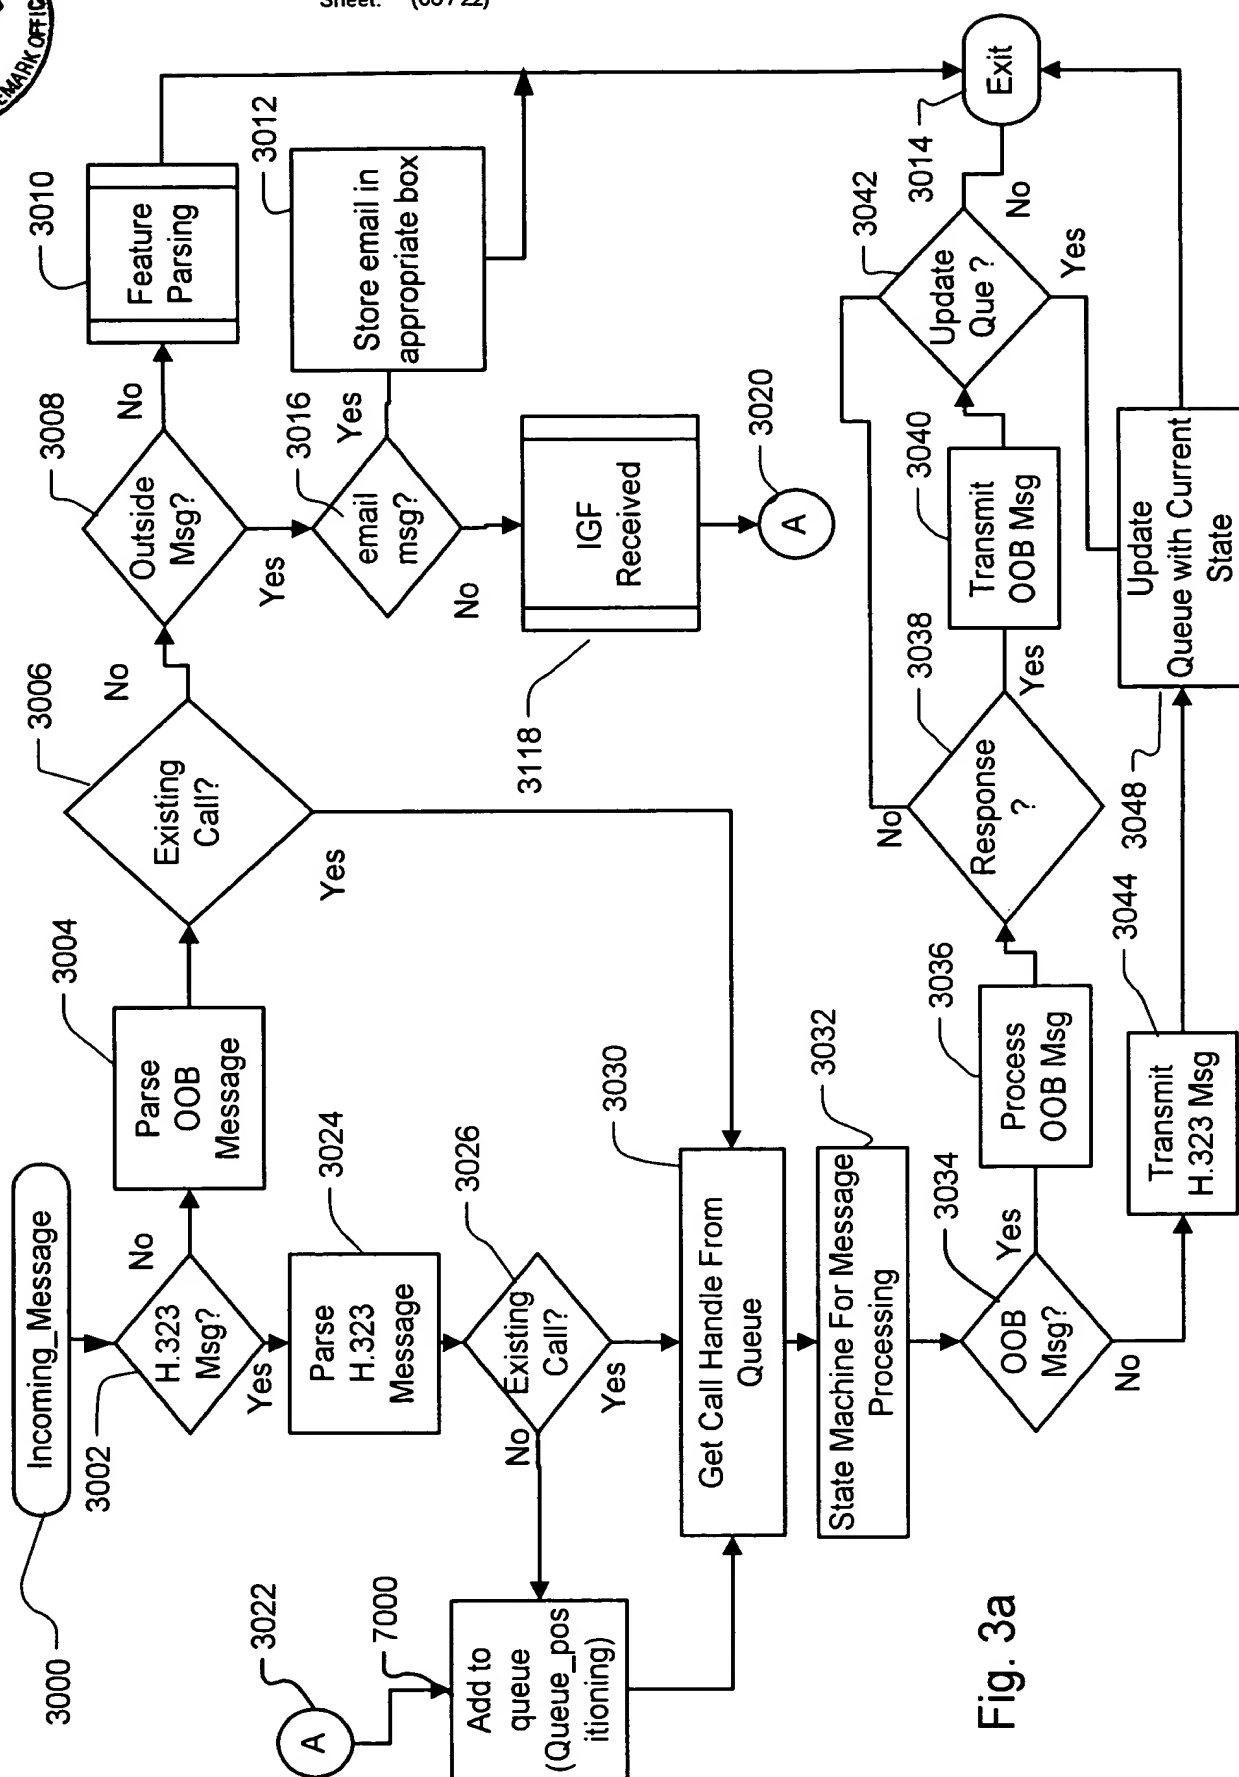 Sheet: (03 / 22)
MARK OFFIC
3000
Incoming_Message
3002
H.323
Msg?
No
Yes
3004
Parse
OOB
Message
3006
Existing
Call?
No
Yes
3008
Outside
Msg?
No
Yes
3010
Feature
Parsing
3012
Store email in
appropriate box
3016
email
msg?
Yes
No
3118
IGF
Received
3020
A
3022
A
7000
Add to
queue
(Queue_pos
itioning)
3024
Parse
H.323
Message
3026
Existing
Call?
No
Yes
3030
Get Call Handle From
Queue
3032
State Machine For Message
Processing
3034
OOB
Msg?
Yes
No
3036
Process
OOB Msg
3038
Response
?
No
Yes
3040
Transmit
OOB Msg
3042
Update
Que ?
No
Yes
3014
Exit
3044
Transmit
H.323 Msg
3048
Update
Queue with Current
State
Fig. 3a